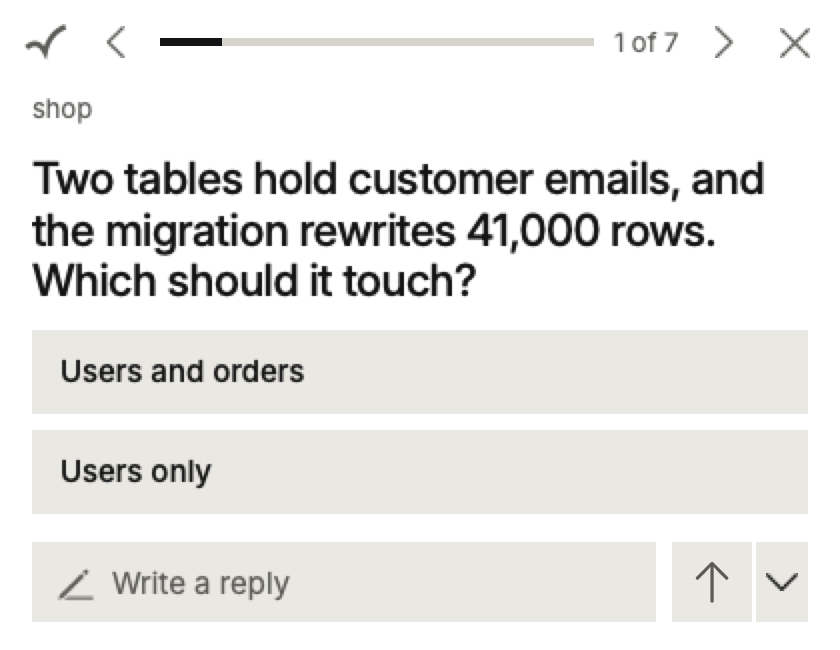 1 of 7
shop
Two tables hold customer emails, and
the migration rewrites 41,000 rows.
Which should it touch?
Users and orders
Users only
Write a reply